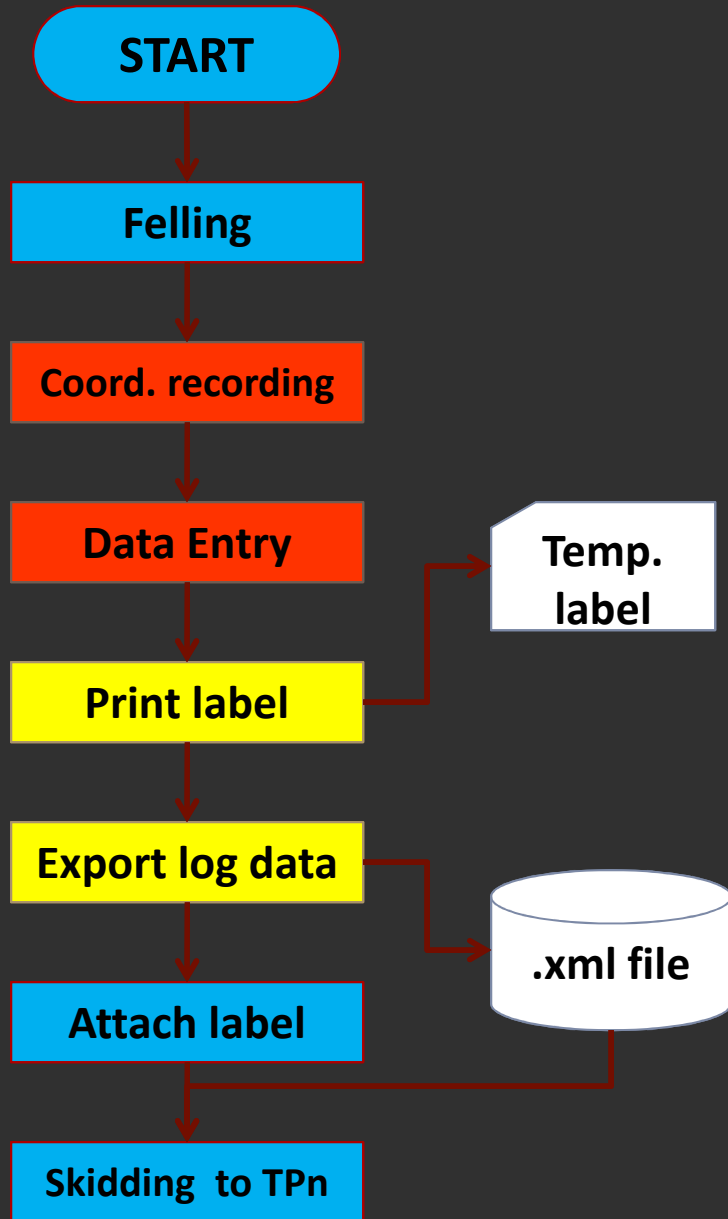 START
Felling
Coord. recording
Data Entry
Temp.
label
Print label
Export log data
.xml file
Attach label
Skidding to TPn